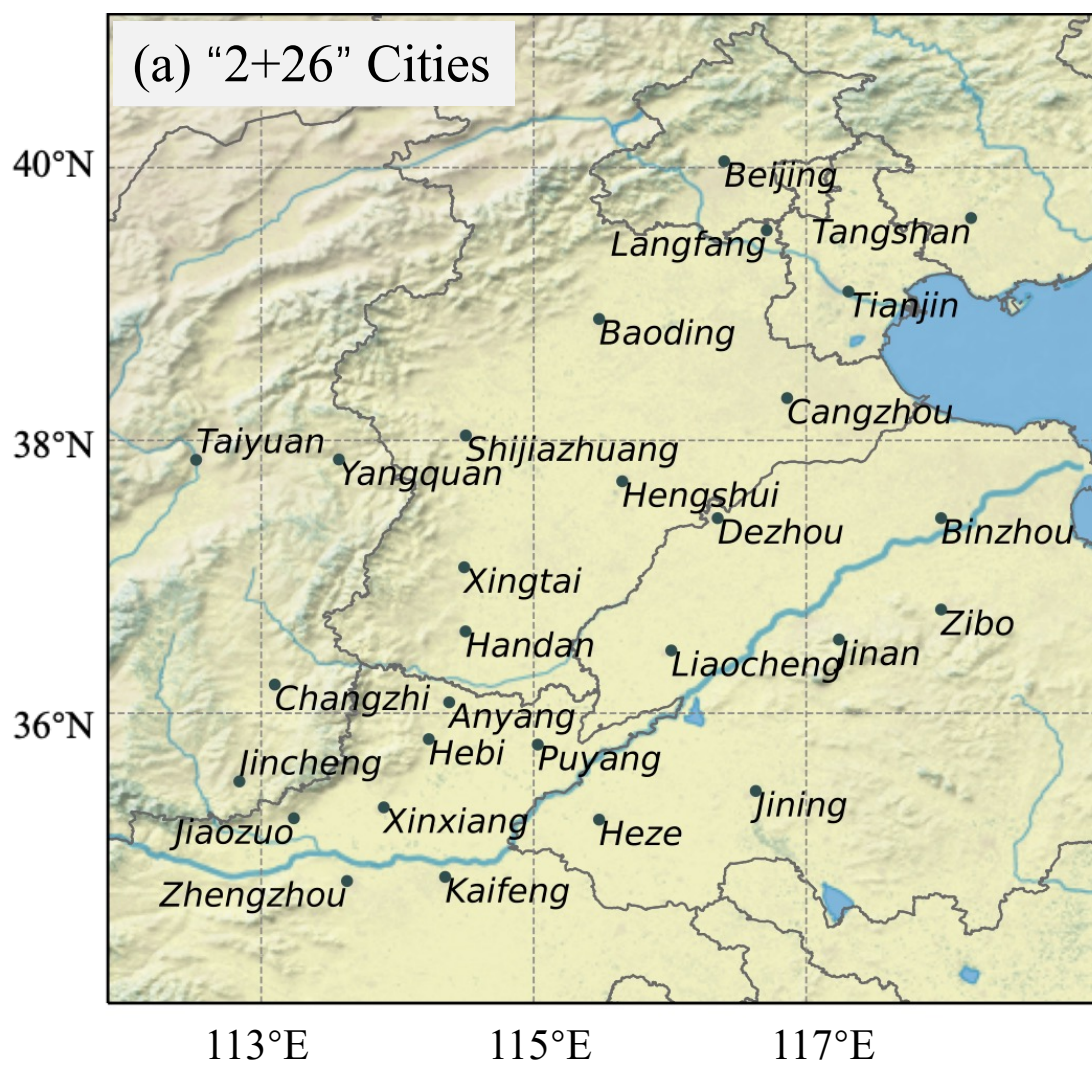 (a) “2+26” Cities
40°N
Beijing
Tangshan
Langfang
Tianjin
Baoding
Cangzhou
38°N
Taiyuan
Shijiazhuang
Yangquan
Hengshui
Dezhou
Binzhou
Xingtai
Zibo
Handan
Jinan
Liaocheng
Changzhi
36°N
Anyang
Hebi
Puyang
Jincheng
Jining
Xinxiang
Jiaozuo
Heze
Zhengzhou
Kaifeng
113°E
115°E
117°E